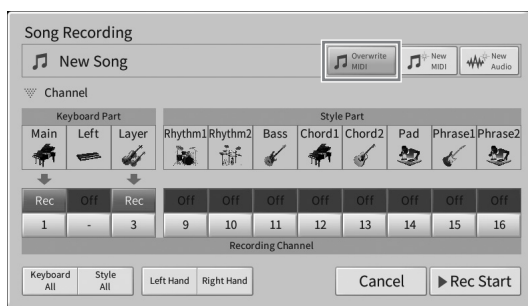 Song Recording
New Song
Overwrite MIDI
New MIDI
New Audio
Channel
Keyboard Part
Style Part
Main Left Layer Rhythm1 Rhythm2 Bass Chord1 Chord2 Pad Phrase1 Phrase2
Rec Off Rec Off Off Off Off Off Off Off Off
1 - 3 9 10 11 12 13 14 15 16
Recording Channel
Keyboard All
Style All
Left Hand
Right Hand
Cancel
Rec Start